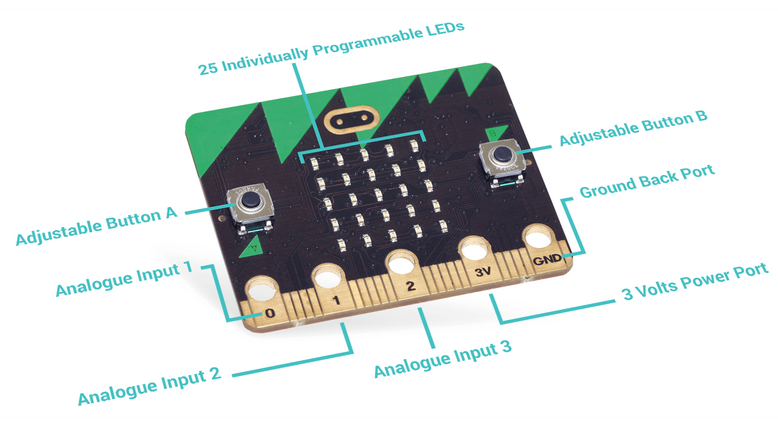 25 Individually Programmable LEDs
Adjustable Button B
Ground Back Port
Adjustable Button A
A
Analogue Input 1
0
1
2
3V
GND
3 Volts Power Port
Analogue Input 2
Analogue Input 3